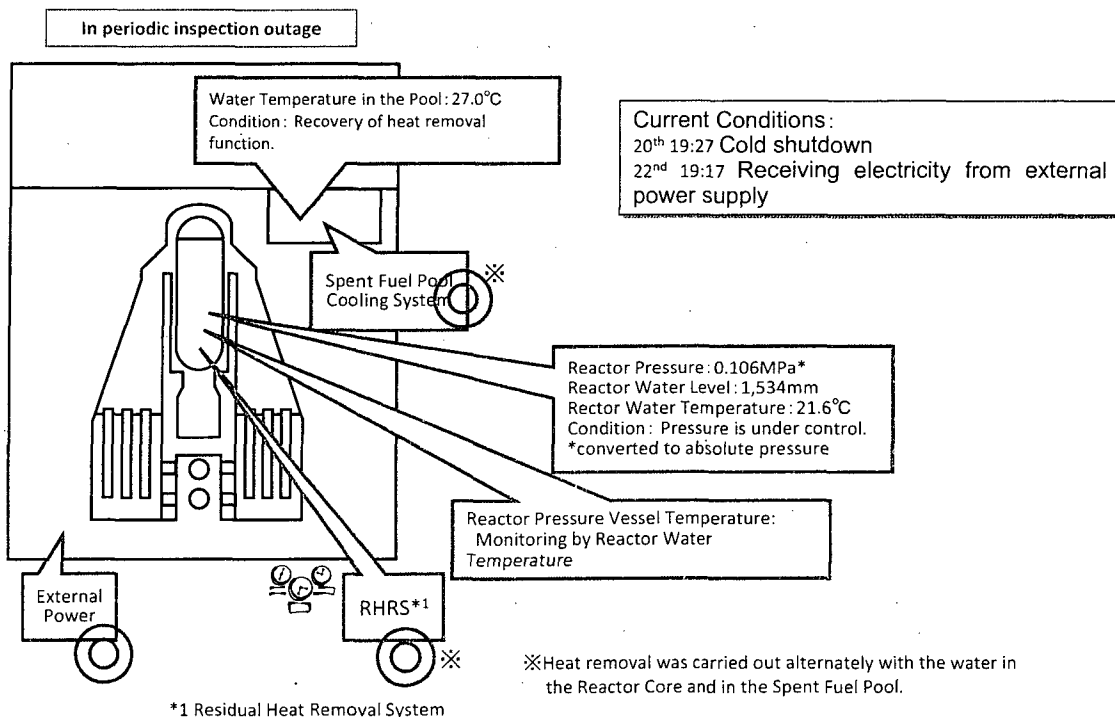 In periodic inspection outage
Water Temperature in the Pool : 27.0°C
Condition : Recovery of heat removal
function.
Current Conditions :
20th 19:27 Cold shutdown
22nd 19:17 Receiving electricity from external
power supply
Spent Fuel Pool
Cooling System
※
Reactor Pressure : 0.106MPa*
Reactor Water Level : 1,534mm
Rector Water Temperature : 21.6°C
Condition : Pressure is under control.
*converted to absolute pressure
Reactor Pressure Vessel Temperature:
Monitoring by Reactor Water
Temperature
External
Power
RHRS*1
※
※Heat removal was carried out alternately with the water in
the Reactor Core and in the Spent Fuel Pool.
*1 Residual Heat Removal System